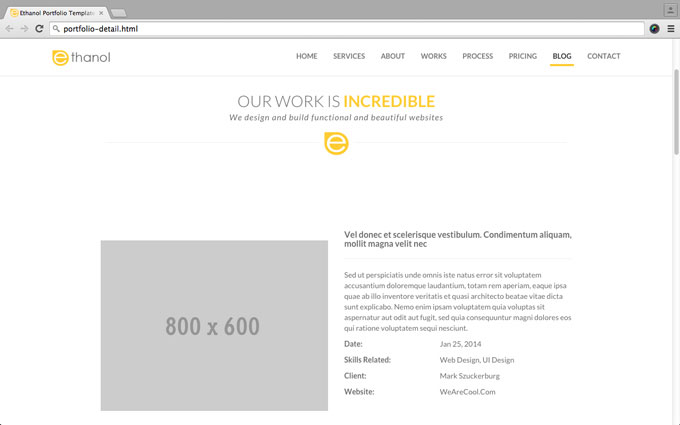 Ethanol Portfolio Template
portfolio-detail.html
ethanol
HOME SERVICES ABOUT WORKS PROCESS PRICING BLOG CONTACT
OUR WORK IS INCREDIBLE
We design and build functional and beautiful websites
e
800 x 600
Vel donec et scelerisque vestibulum. Condimentum aliquam,
mollit magna velit nec
Sed ut perspiciatis unde omnis iste natus error sit voluptatem
accusantium doloremque laudantium, totam rem aperiam, eaque ipsa
quae ab illo inventore veritatis et quasi architecto beatae vitae dicta
sunt explicabo. Nemo enim ipsam voluptatem quia voluptas sit
aspernatur aut odit aut fugit, sed quia consequuntur magni dolores eos
qui ratione voluptatem sequi nesciunt.
Date: Jan 25, 2014
Skills Related: Web Design, UI Design
Client: Mark Szuckerburg
Website: WeAreCool.Com